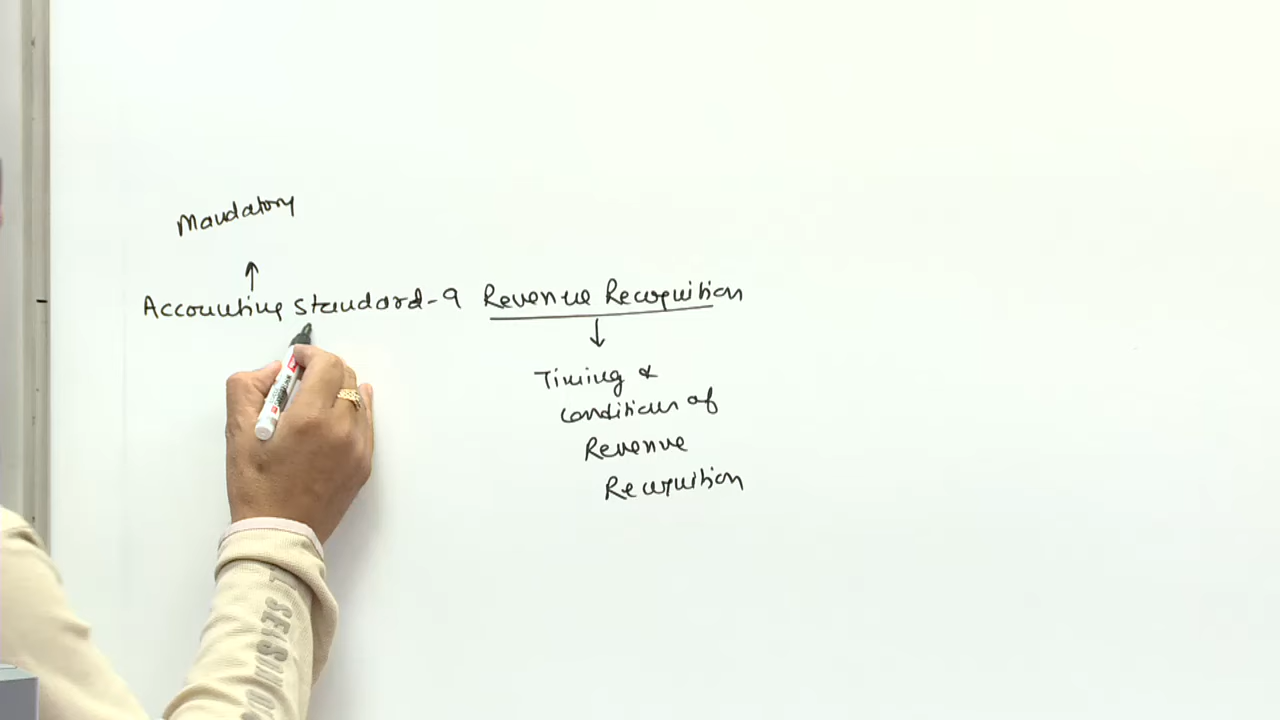 Mandatory
↑
Accounting Standard-9 Revenue Recognition
↓
Timing &
Conditions of
Revenue
Recognition